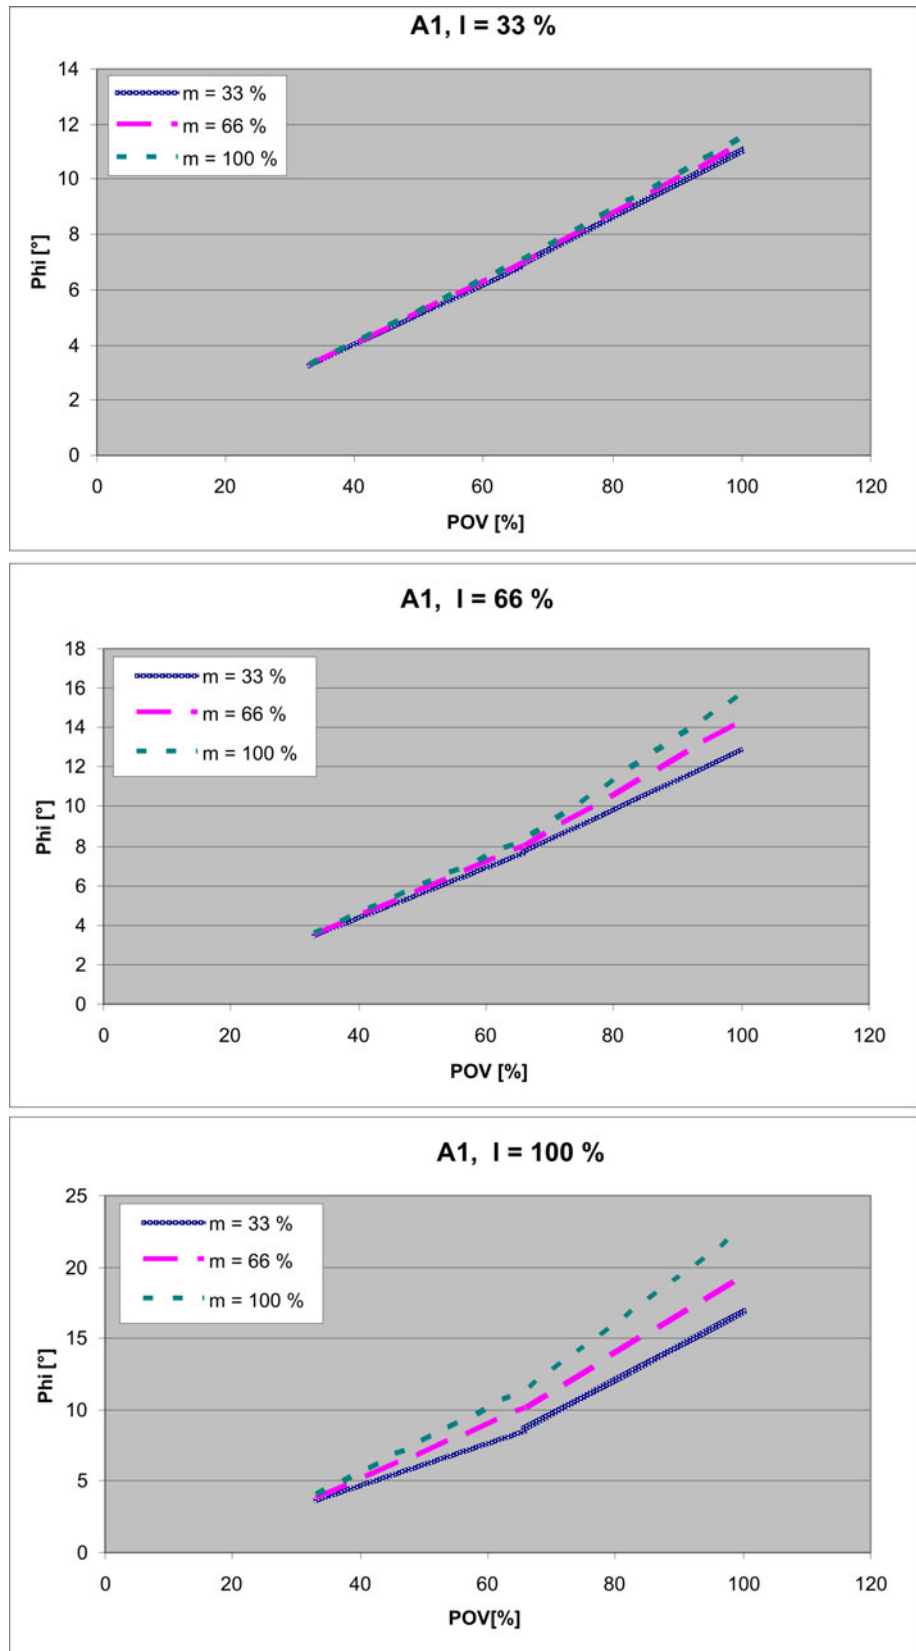 A1, l = 33 %
14
12
10
8
6
4
2
0
m = 33 %
m = 66 %
m = 100 %
Phi [°]
0 20 40 60 80 100 120
POV [%]
A1, l = 66 %
18
16
14
12
10
8
6
4
2
0
m = 33 %
m = 66 %
m = 100 %
Phi [°]
0 20 40 60 80 100 120
POV [%]
A1, l = 100 %
25
20
15
10
5
0
m = 33 %
m = 66 %
m = 100 %
Phi [°]
0 20 40 60 80 100 120
POV[%]